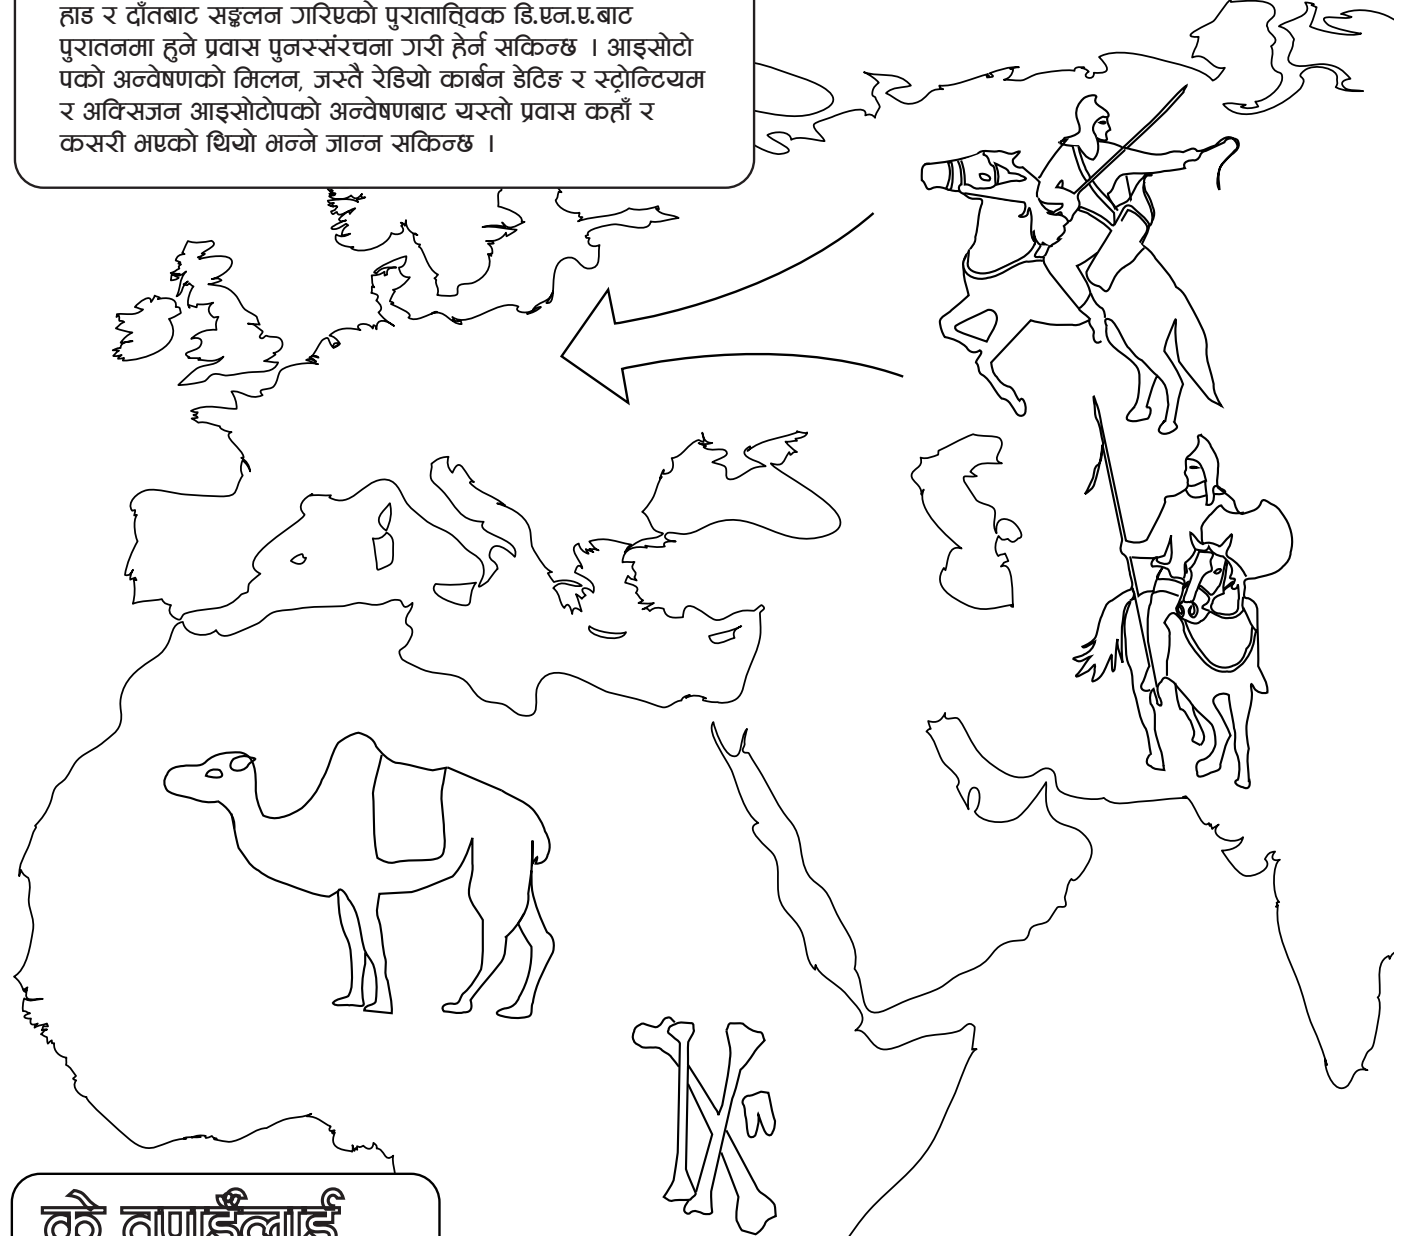 हाड र दाँतबाट सङ्कलन गरिएको पुरातात्त्विक डि.एन.ए.बाट
पुरातनमा हुने प्रवास पुनस्संरचना गरी हेर्न सकिन्छ । आइसोटो
पको अन्वेषणको मिलन, जस्तै रेडियो कार्बन डेटिङ र स्ट्रोन्टियम
र अक्सिजन आइसोटोपको अन्वेषणबाट यस्तो प्रवास कहाँ र
कसरी भएको थियो भन्ने जान्न सकिन्छ ।
के तपाईँलाई